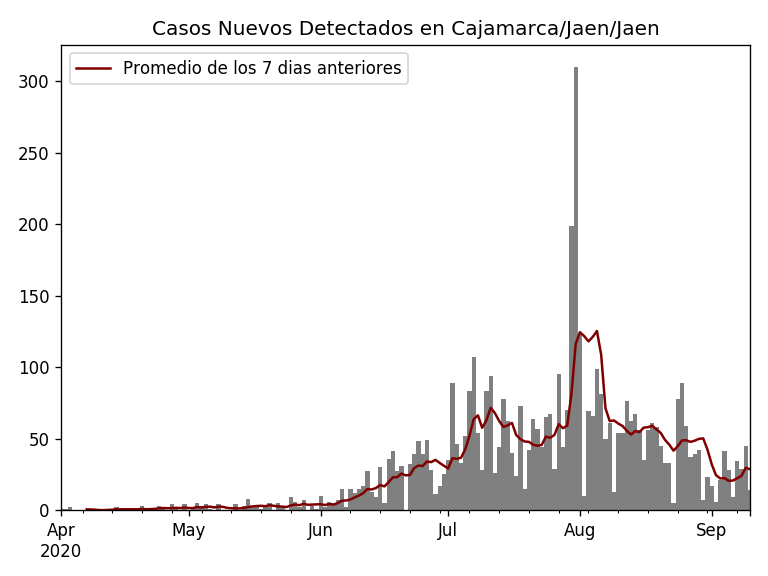 Casos Nuevos Detectados en Cajamarca/Jaen/Jaen
Promedio de los 7 dias anteriores
300
250
200
150
100
50
0
Apr May Jun Jul Aug Sep
2020